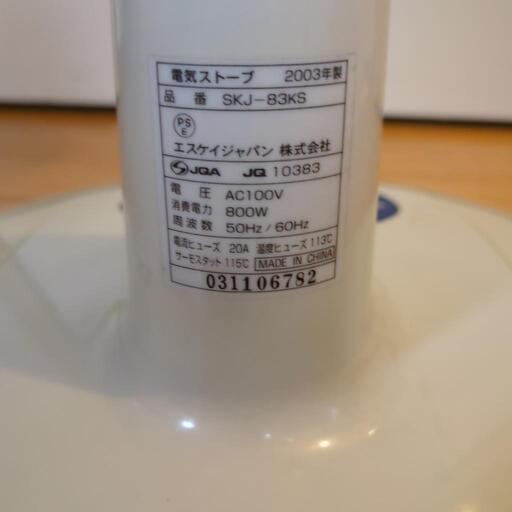 電気ストーブ 2003年製
品番 SKJ-83KS
PS E
エスケイジャパン 株式会社
JQA JQ 10383
電圧 AC100V
消費電力 800W
周波数 50Hz/60Hz
電流ヒューズ 20A 温度ヒューズ 113℃
サーモスタット 115℃ MADE IN CHINA
031106782